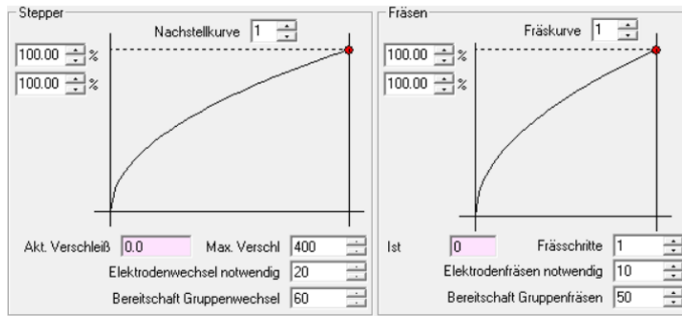 Stepper
Nachstellkurve 1
100.00 %
100.00 %
Akt. Verschleiß 0.0 Max. Verschl 400
Elektrodenwechsel notwendig 20
Bereitschaft Gruppenwechsel 60
Fräsen
Fräskurve 1
100.00 %
100.00 %
Ist 0 Frässchritte 1
Elektrodenfräsen notwendig 10
Bereitschaft Gruppenfräsen 50